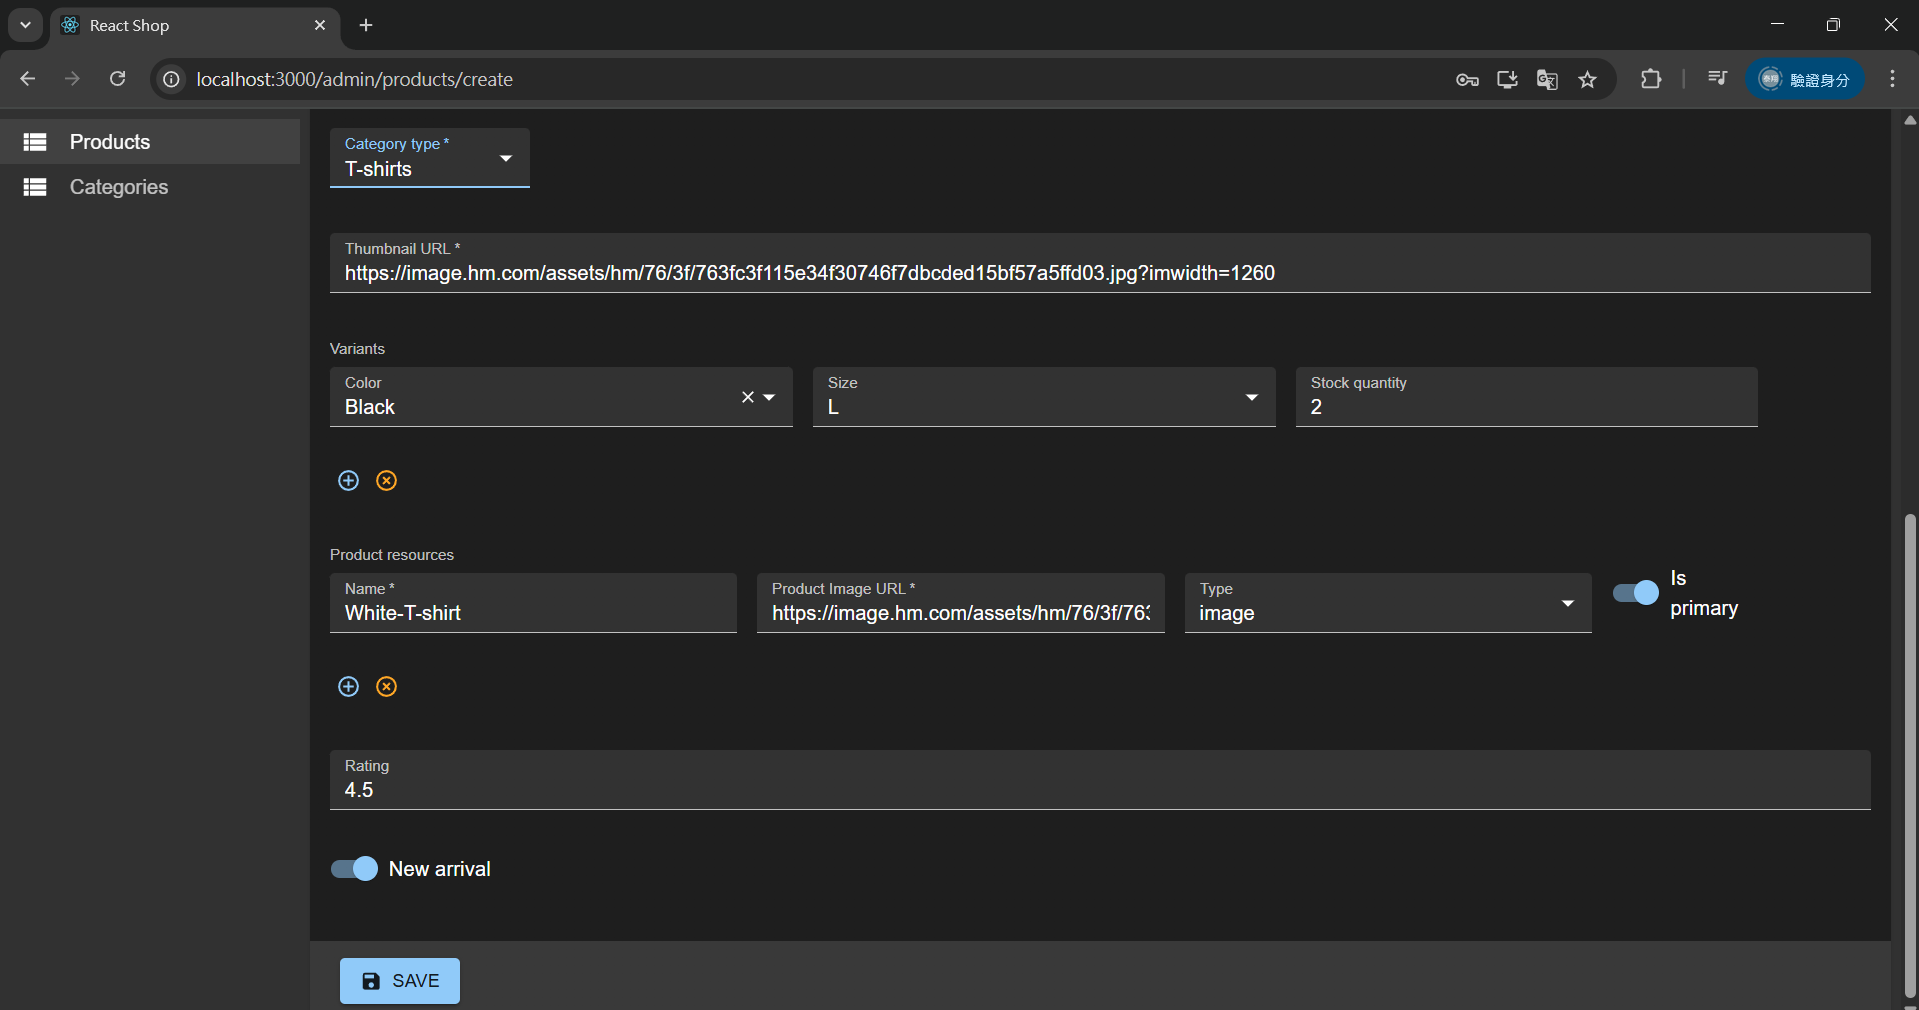 React Shop
localhost:3000/admin/products/create
驗證身分
Products
Categories
Category type *
T-shirts
Thumbnail URL *
https://image.hm.com/assets/hm/76/3f/763fc3f115e34f30746f7dbcded15bf57a5ffd03.jpg?imwidth=1260
Variants
Color
Black
Size
L
Stock quantity
2
Product resources
Name *
White-T-shirt
Product Image URL *
https://image.hm.com/assets/hm/76/3f/763
Type
image
Is
primary
Rating
4.5
New arrival
SAVE